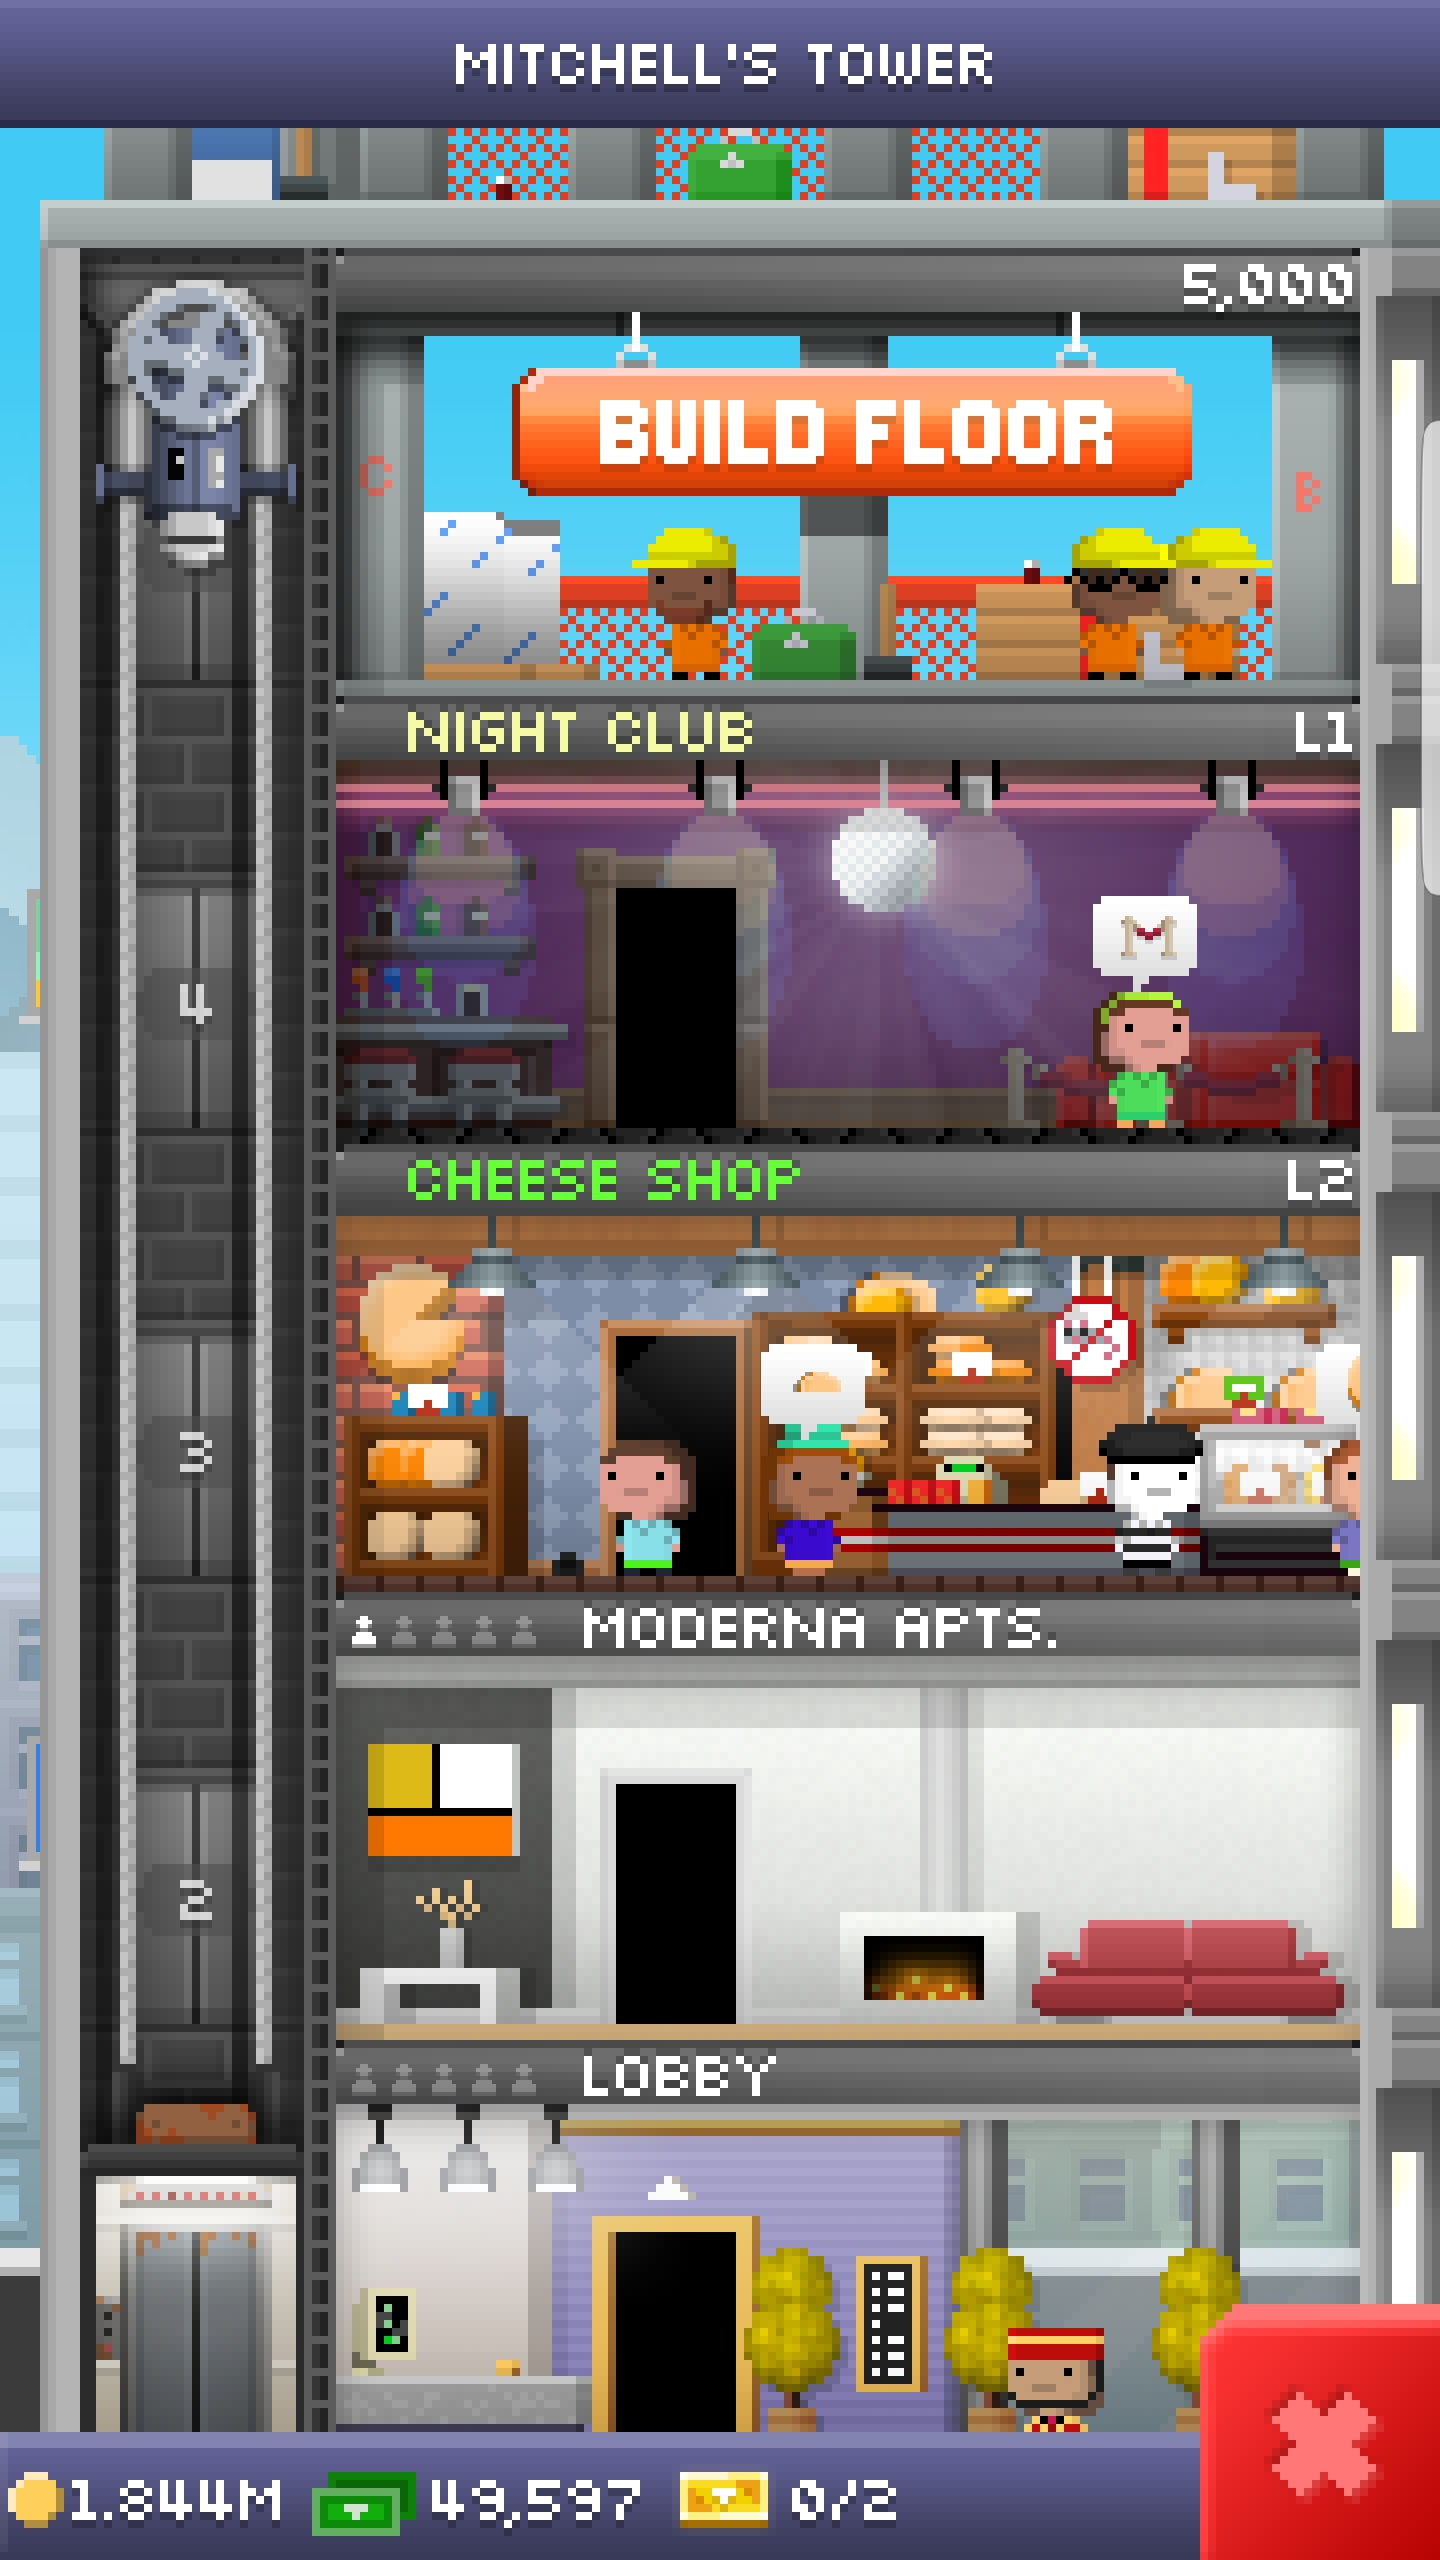 MITCHELL'S TOWER
5,000
BUILD FLOOR
C
B
NIGHT CLUB
L1
4
CHEESE SHOP
L2
3
MODERNA APTS.
2
LOBBY
1.844M
49,597
0/2